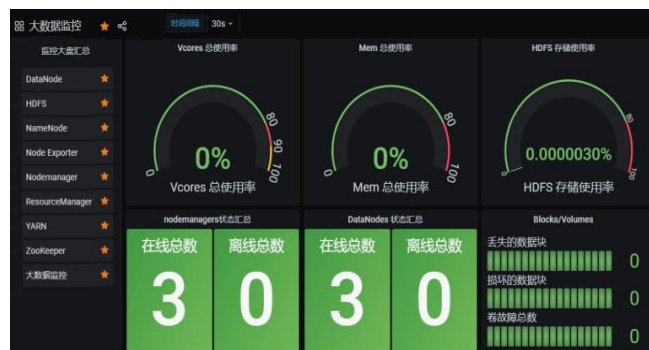 大数据监控
时间间隔 30s
监控大盘汇总
DataNode
HDFS
NameNode
Node Exporter
Nodemanager
ResourceManager
YARN
ZooKeeper
大数据监控
Vcores 总使用率
0 80 90 100
0%
Vcores 总使用率
Mem 总使用率
0 80 100
0%
Mem 总使用率
HDFS 存储使用率
0 80 100
0.0000030%
HDFS 存储使用率
nodemanagers状态汇总
在线总数 离线总数
3 0
DataNodes 状态汇总
在线总数 离线总数
3 0
Blocks/Volumes
丢失的数据块
0
损坏的数据块
0
卷故障总数
0